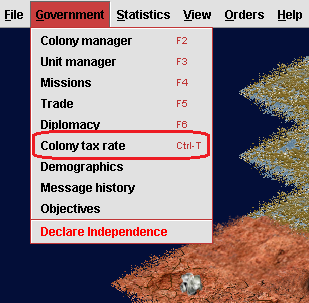 File Government Statistics View Orders Help
Colony manager F2
Unit manager F3
Missions F4
Trade F5
Diplomacy F6
Colony tax rate Ctrl-T
Demographics
Message history
Objectives
Declare Independence